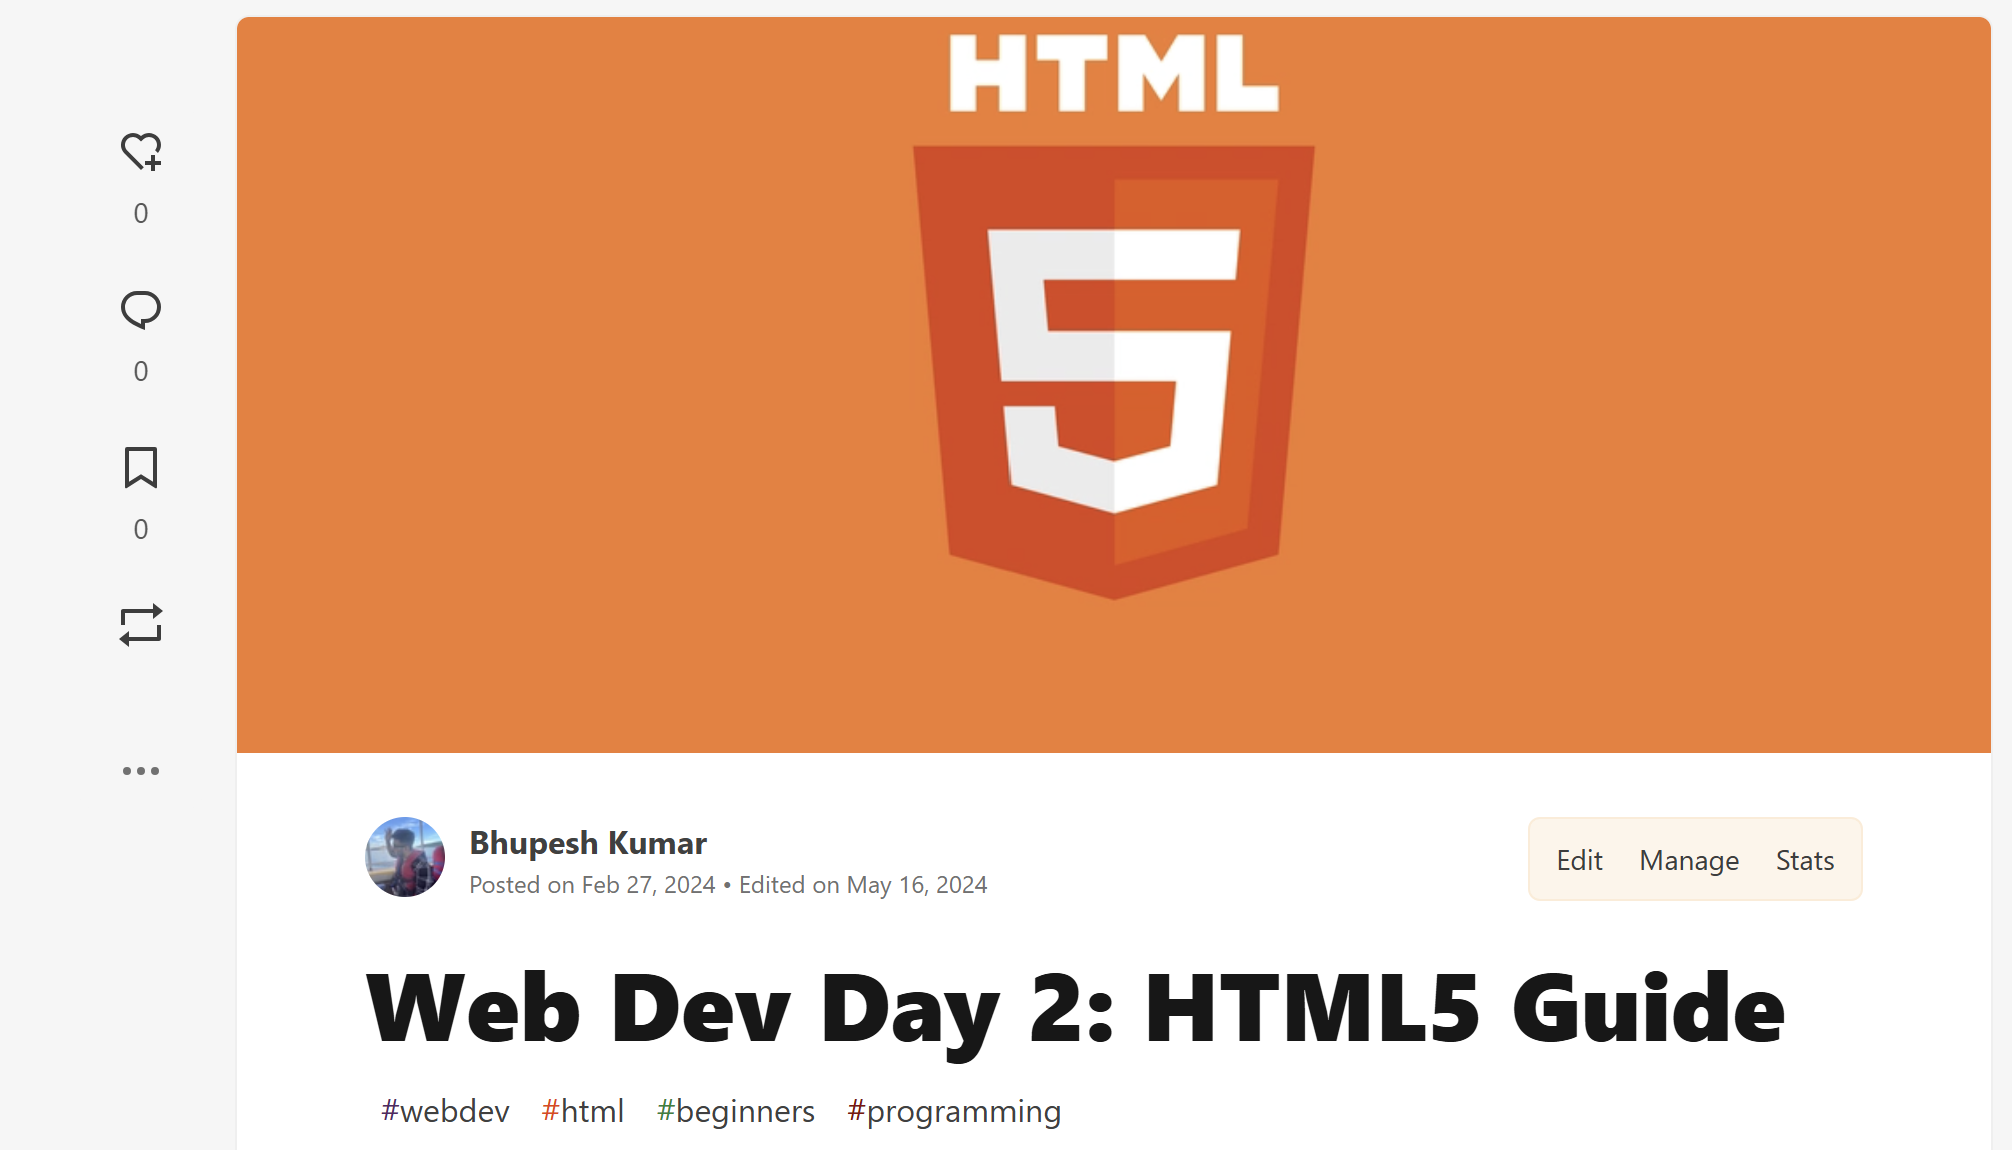 HTML
5
0
0
0
Bhupesh Kumar
Posted on Feb 27, 2024 • Edited on May 16, 2024
Edit Manage Stats
Web Dev Day 2: HTML5 Guide
#webdev #html #beginners #programming